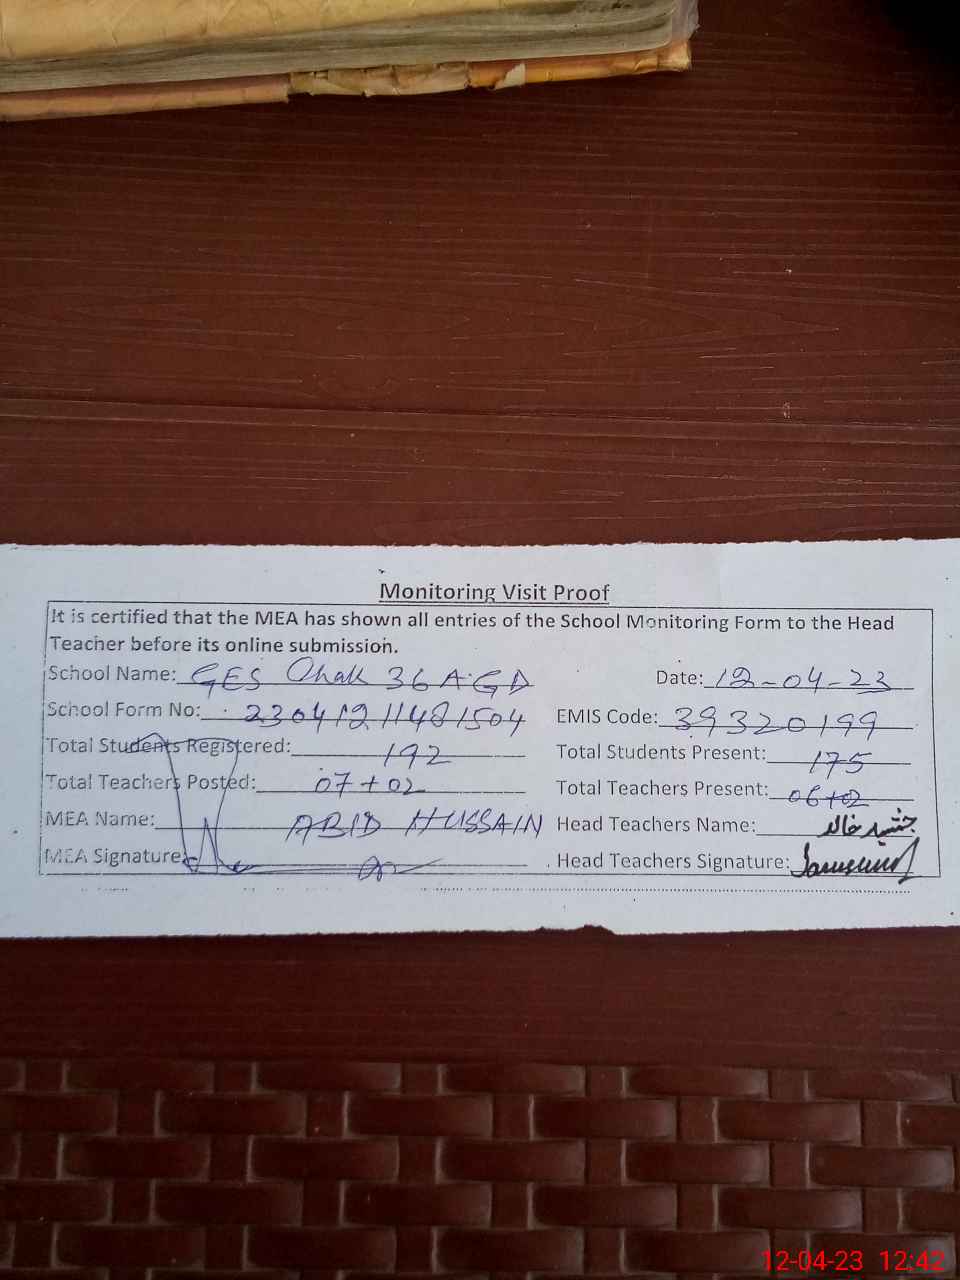 Monitoring Visit Proof
It is certified that the MEA has shown all entries of the School Monitoring Form to the Head
Teacher before its online submission.
School Name: GES Chak 36 A.GD Date: 12-04-23
School Form No: 23041211481504 EMIS Code: 39320199
Total Students Registered: 192 Total Students Present: 175
Total Teachers Posted: 07+02 Total Teachers Present: 06+02
MEA Name: ABID HUSSAIN Head Teachers Name: جمشید خالد
MEA Signature: Head Teachers Signature:
12-04-23 12:42